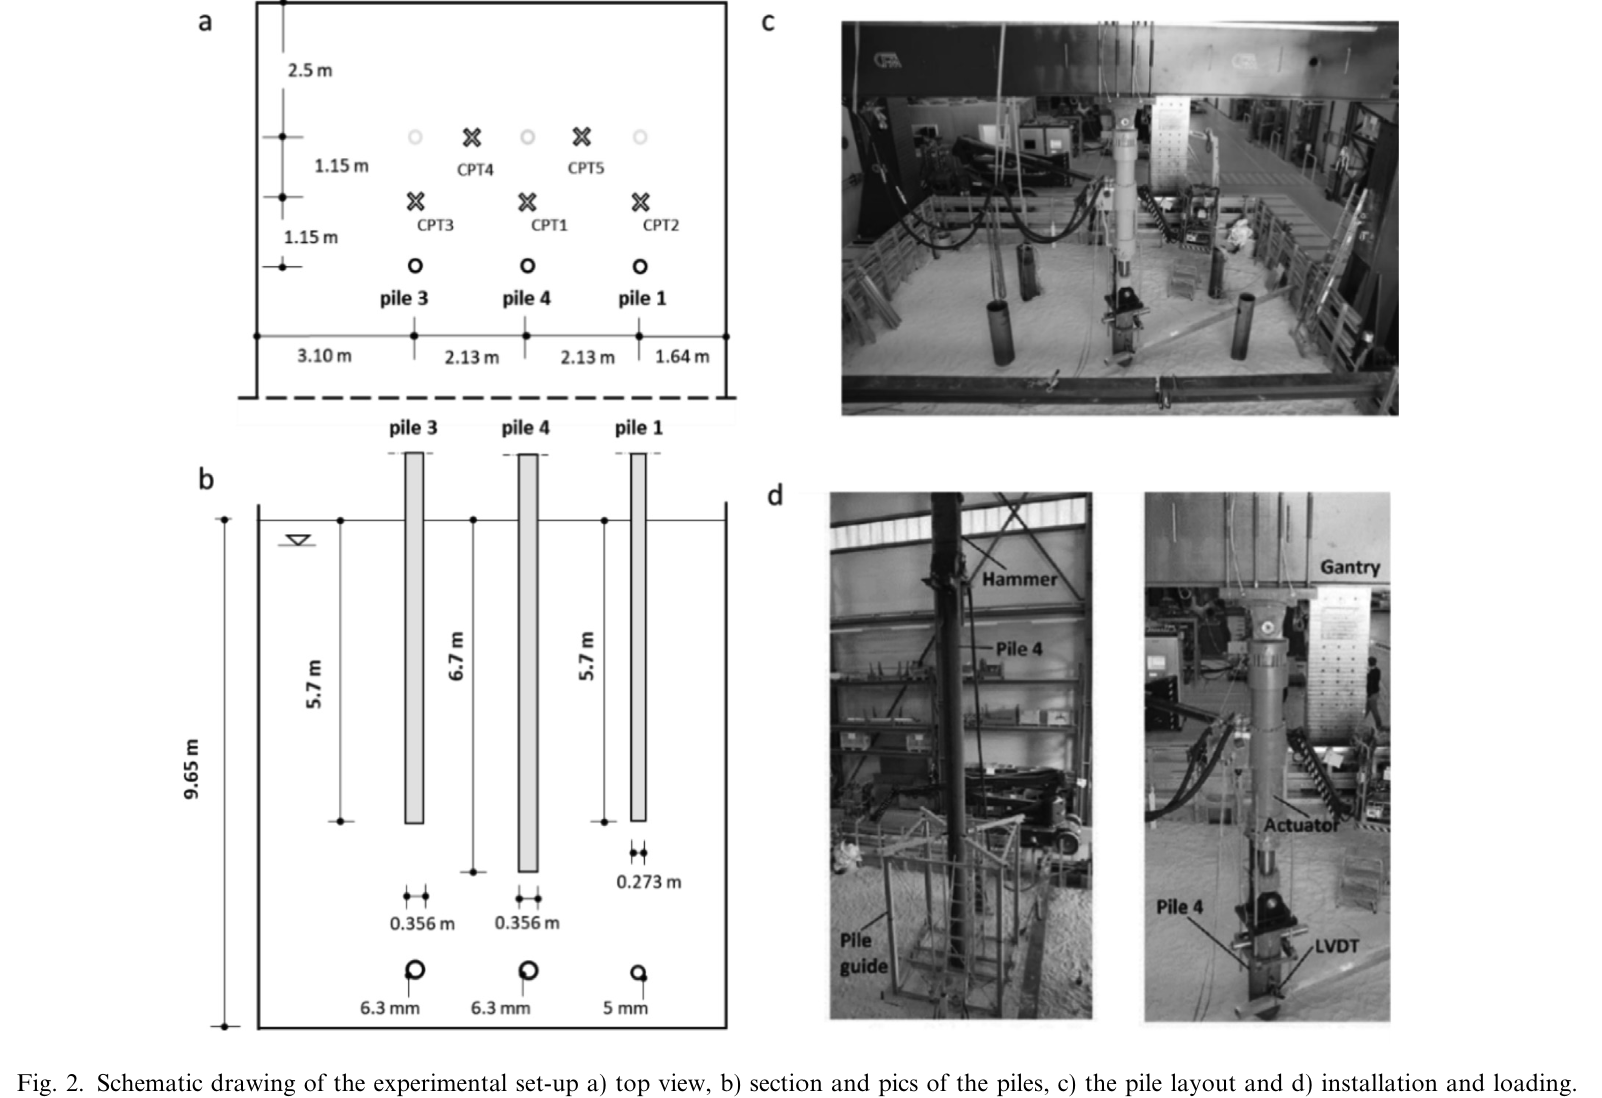 a
2.5 m
1.15 m
CPT4
CPT5
CPT3
CPT1
CPT2
1.15 m
pile 3
pile 4
pile 1
3.10 m
2.13 m
2.13 m
1.64 m
pile 3
pile 4
pile 1
b
5.7 m
6.7 m
5.7 m
9.65 m
0.273 m
0.356 m
0.356 m
6.3 mm
6.3 mm
5 mm
c
d
Hammer
Pile 4
Pile
guide
Gantry
Actuator
Pile 4
LVDT
Fig. 2. Schematic drawing of the experimental set-up a) top view, b) section and pics of the piles, c) the pile layout and d) installation and loading.